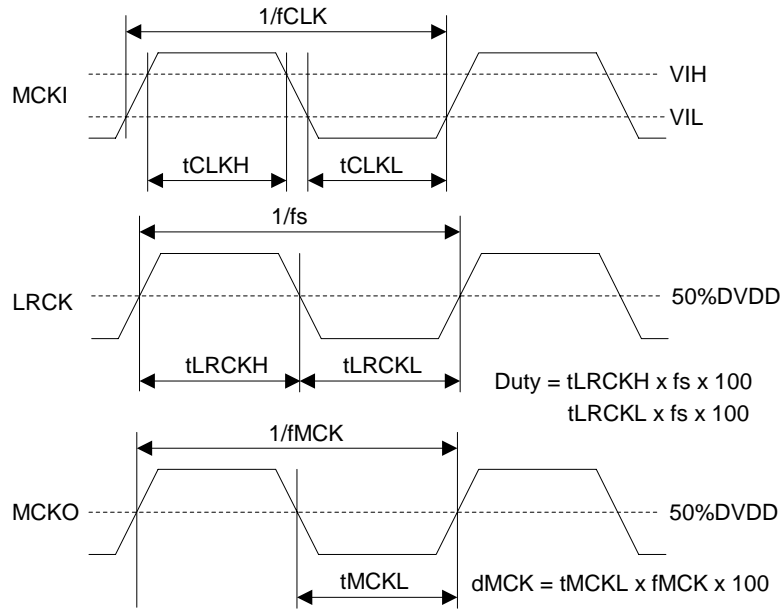 1/fCLK
MCKI
VIH
VIL
tCLKH
tCLKL
1/fs
LRCK
50%DVDD
tLRCKH
tLRCKL
Duty = tLRCKH x fs x 100
tLRCKL x fs x 100
1/fMCK
MCKO
50%DVDD
tMCKL
dMCK = tMCKL x fMCK x 100